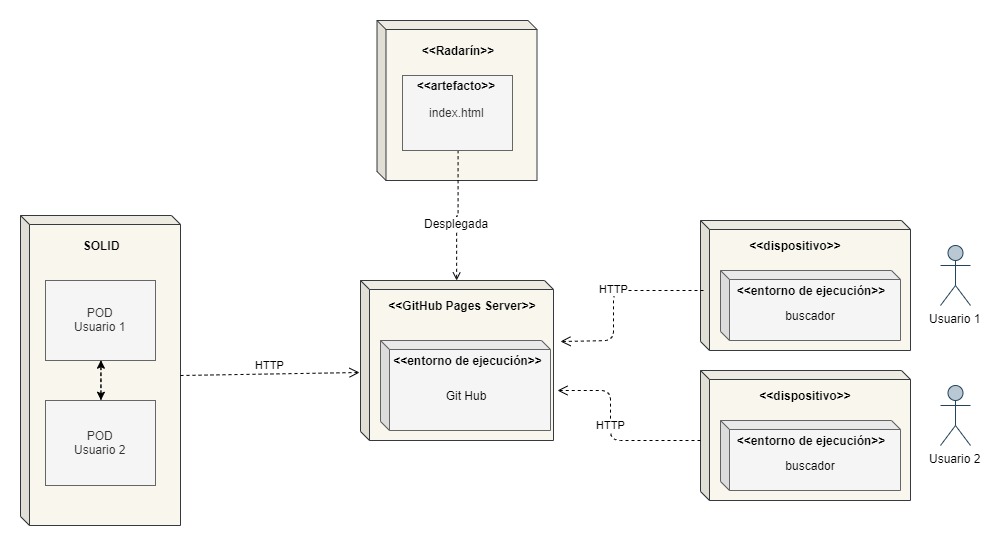 <<Radarín>>
<<artefacto>>
index.html
Desplegada
SOLID
POD
Usuario 1
POD
Usuario 2
HTTP
<<GitHub Pages Server>>
<<entorno de ejecución>>
Git Hub
HTTP
HTTP
<<dispositivo>>
<<entorno de ejecución>>
buscador
Usuario 1
<<dispositivo>>
<<entorno de ejecución>>
buscador
Usuario 2